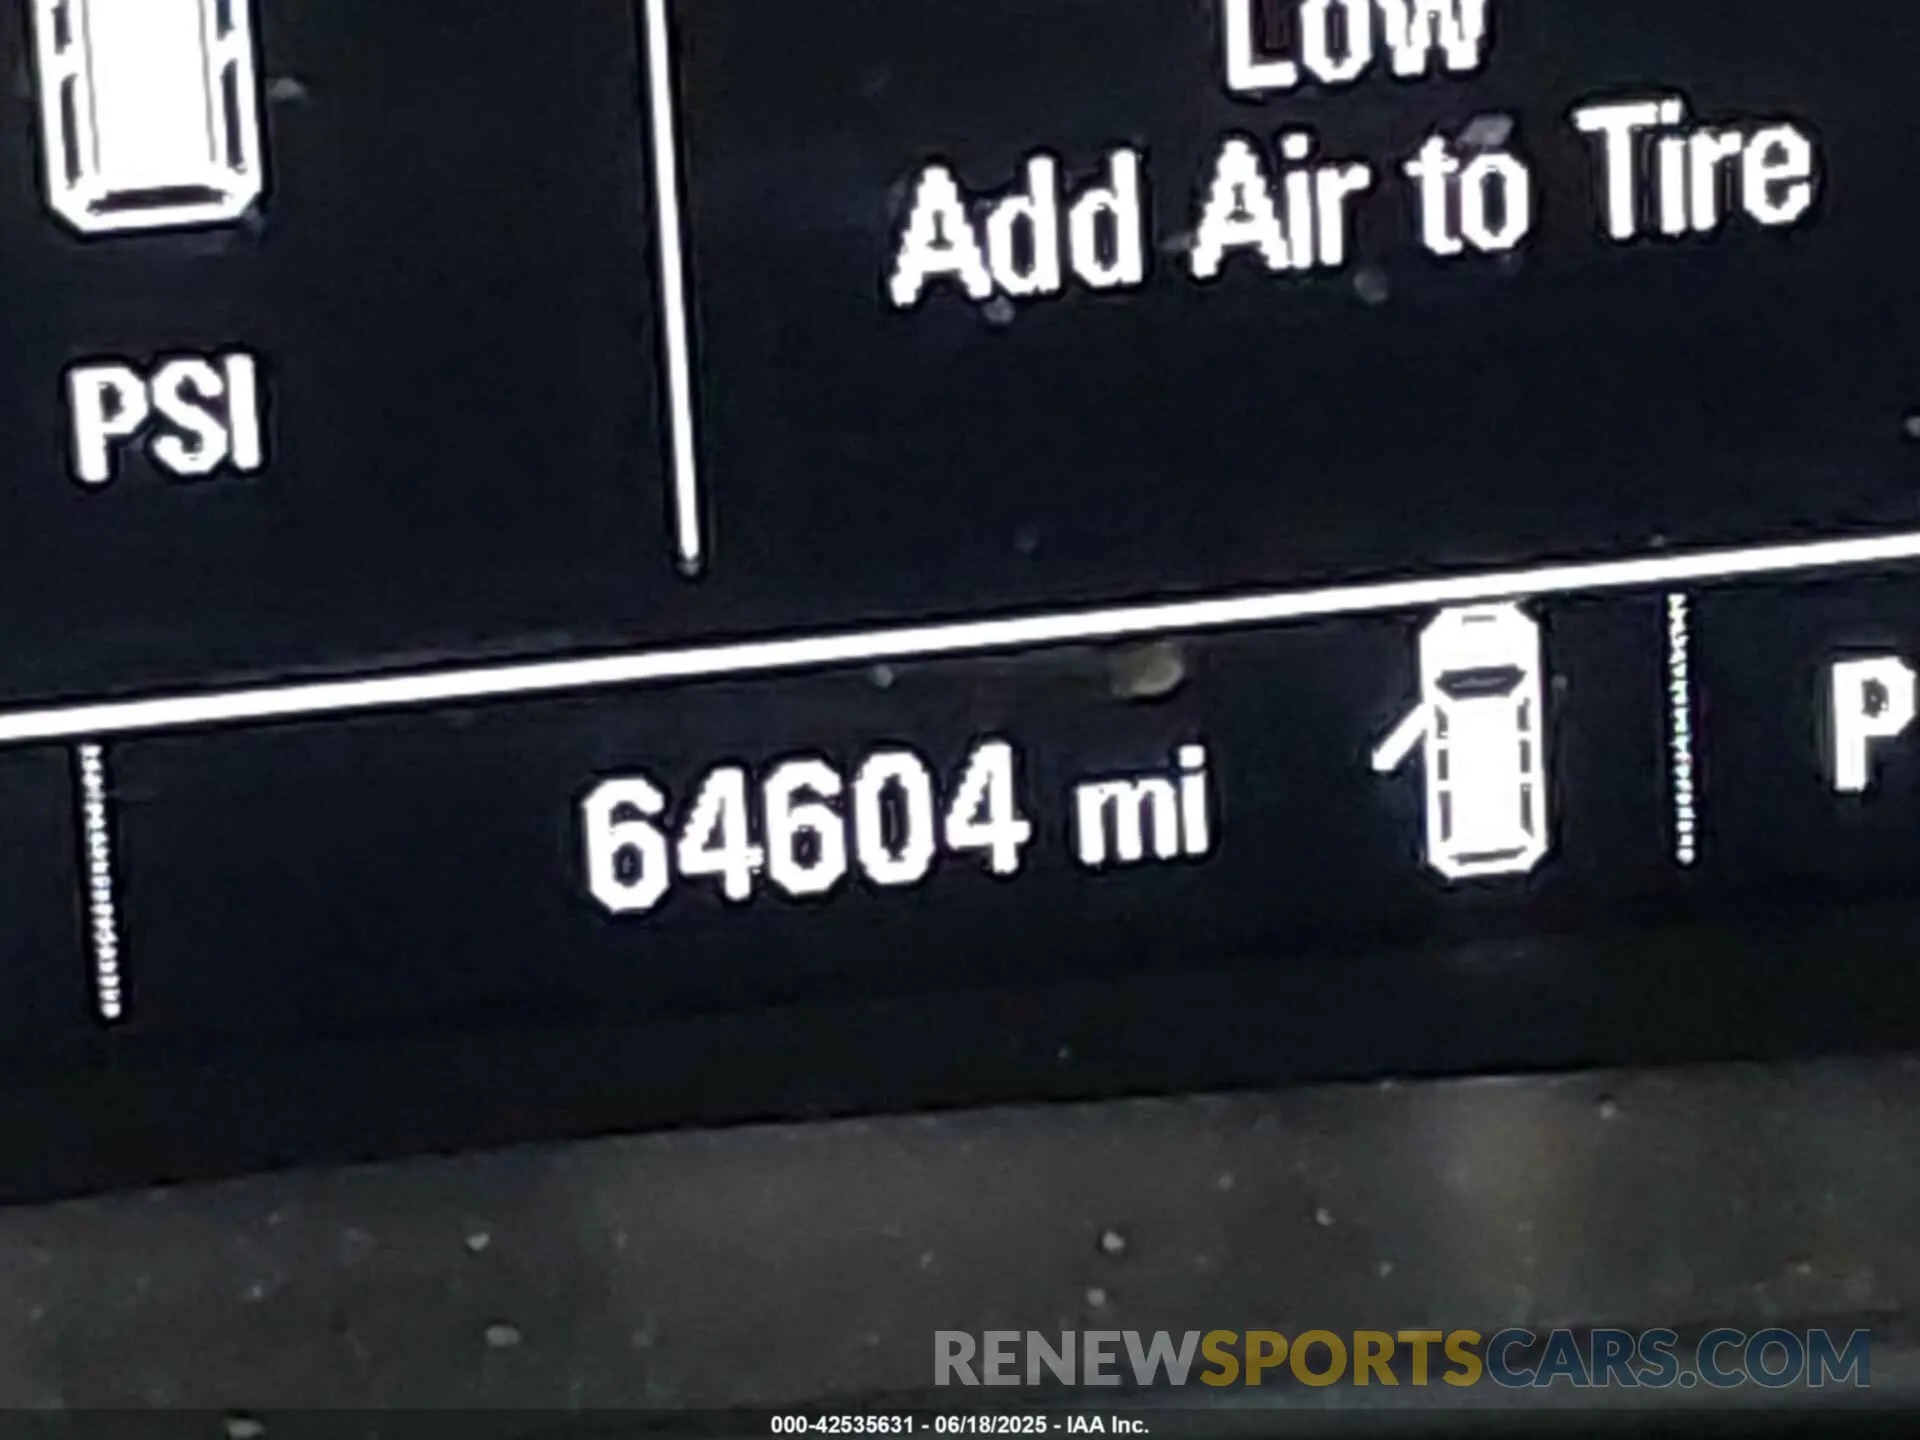 Low
Add Air to Tire
PSI
64604 mi
P
RENEWSPORTSCARS.COM
000-42535631 - 06/18/2025 - IAA Inc.